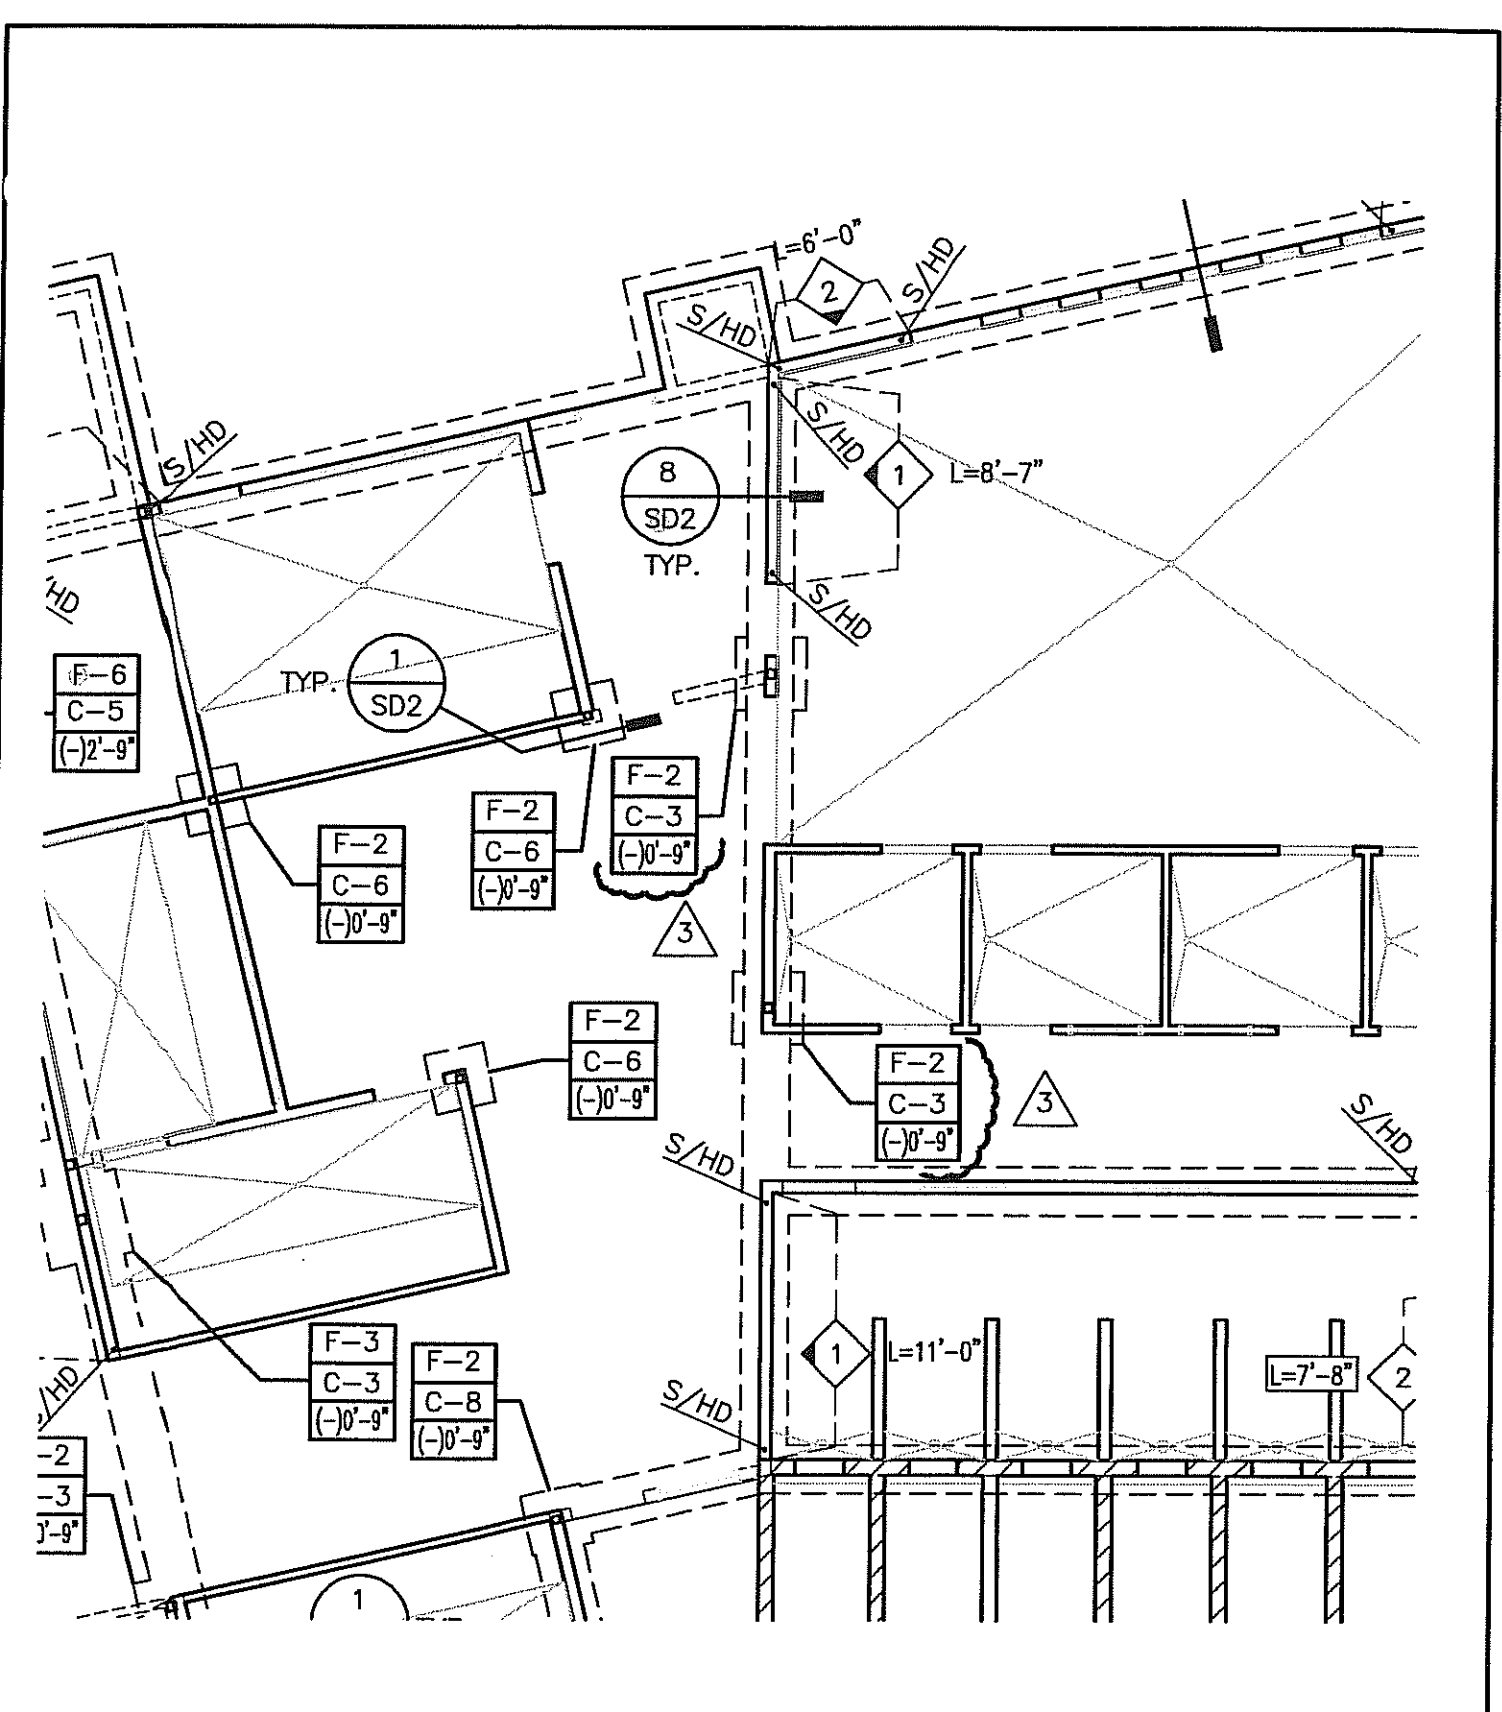 L=6'-0"
2
S/HD
S/HD
S/HD
S/HD
8
SD2
TYP.
1
L=8'-7"
S/HD
/HD
F-6
C-5
(-)2'-9"
TYP.
1
SD2
F-2
C-3
(-)0'-9"
F-2
C-6
(-)0'-9"
F-2
C-6
(-)0'-9"
3
F-2
C-6
(-)0'-9"
F-2
C-3
(-)0'-9"
3
S/HD
S/HD
1
L=11'-0"
L=7'-8"
2
F-3
C-3
(-)0'-9"
F-2
C-8
(-)0'-9"
S/HD
/HD
-2
-3
0'-9"
1